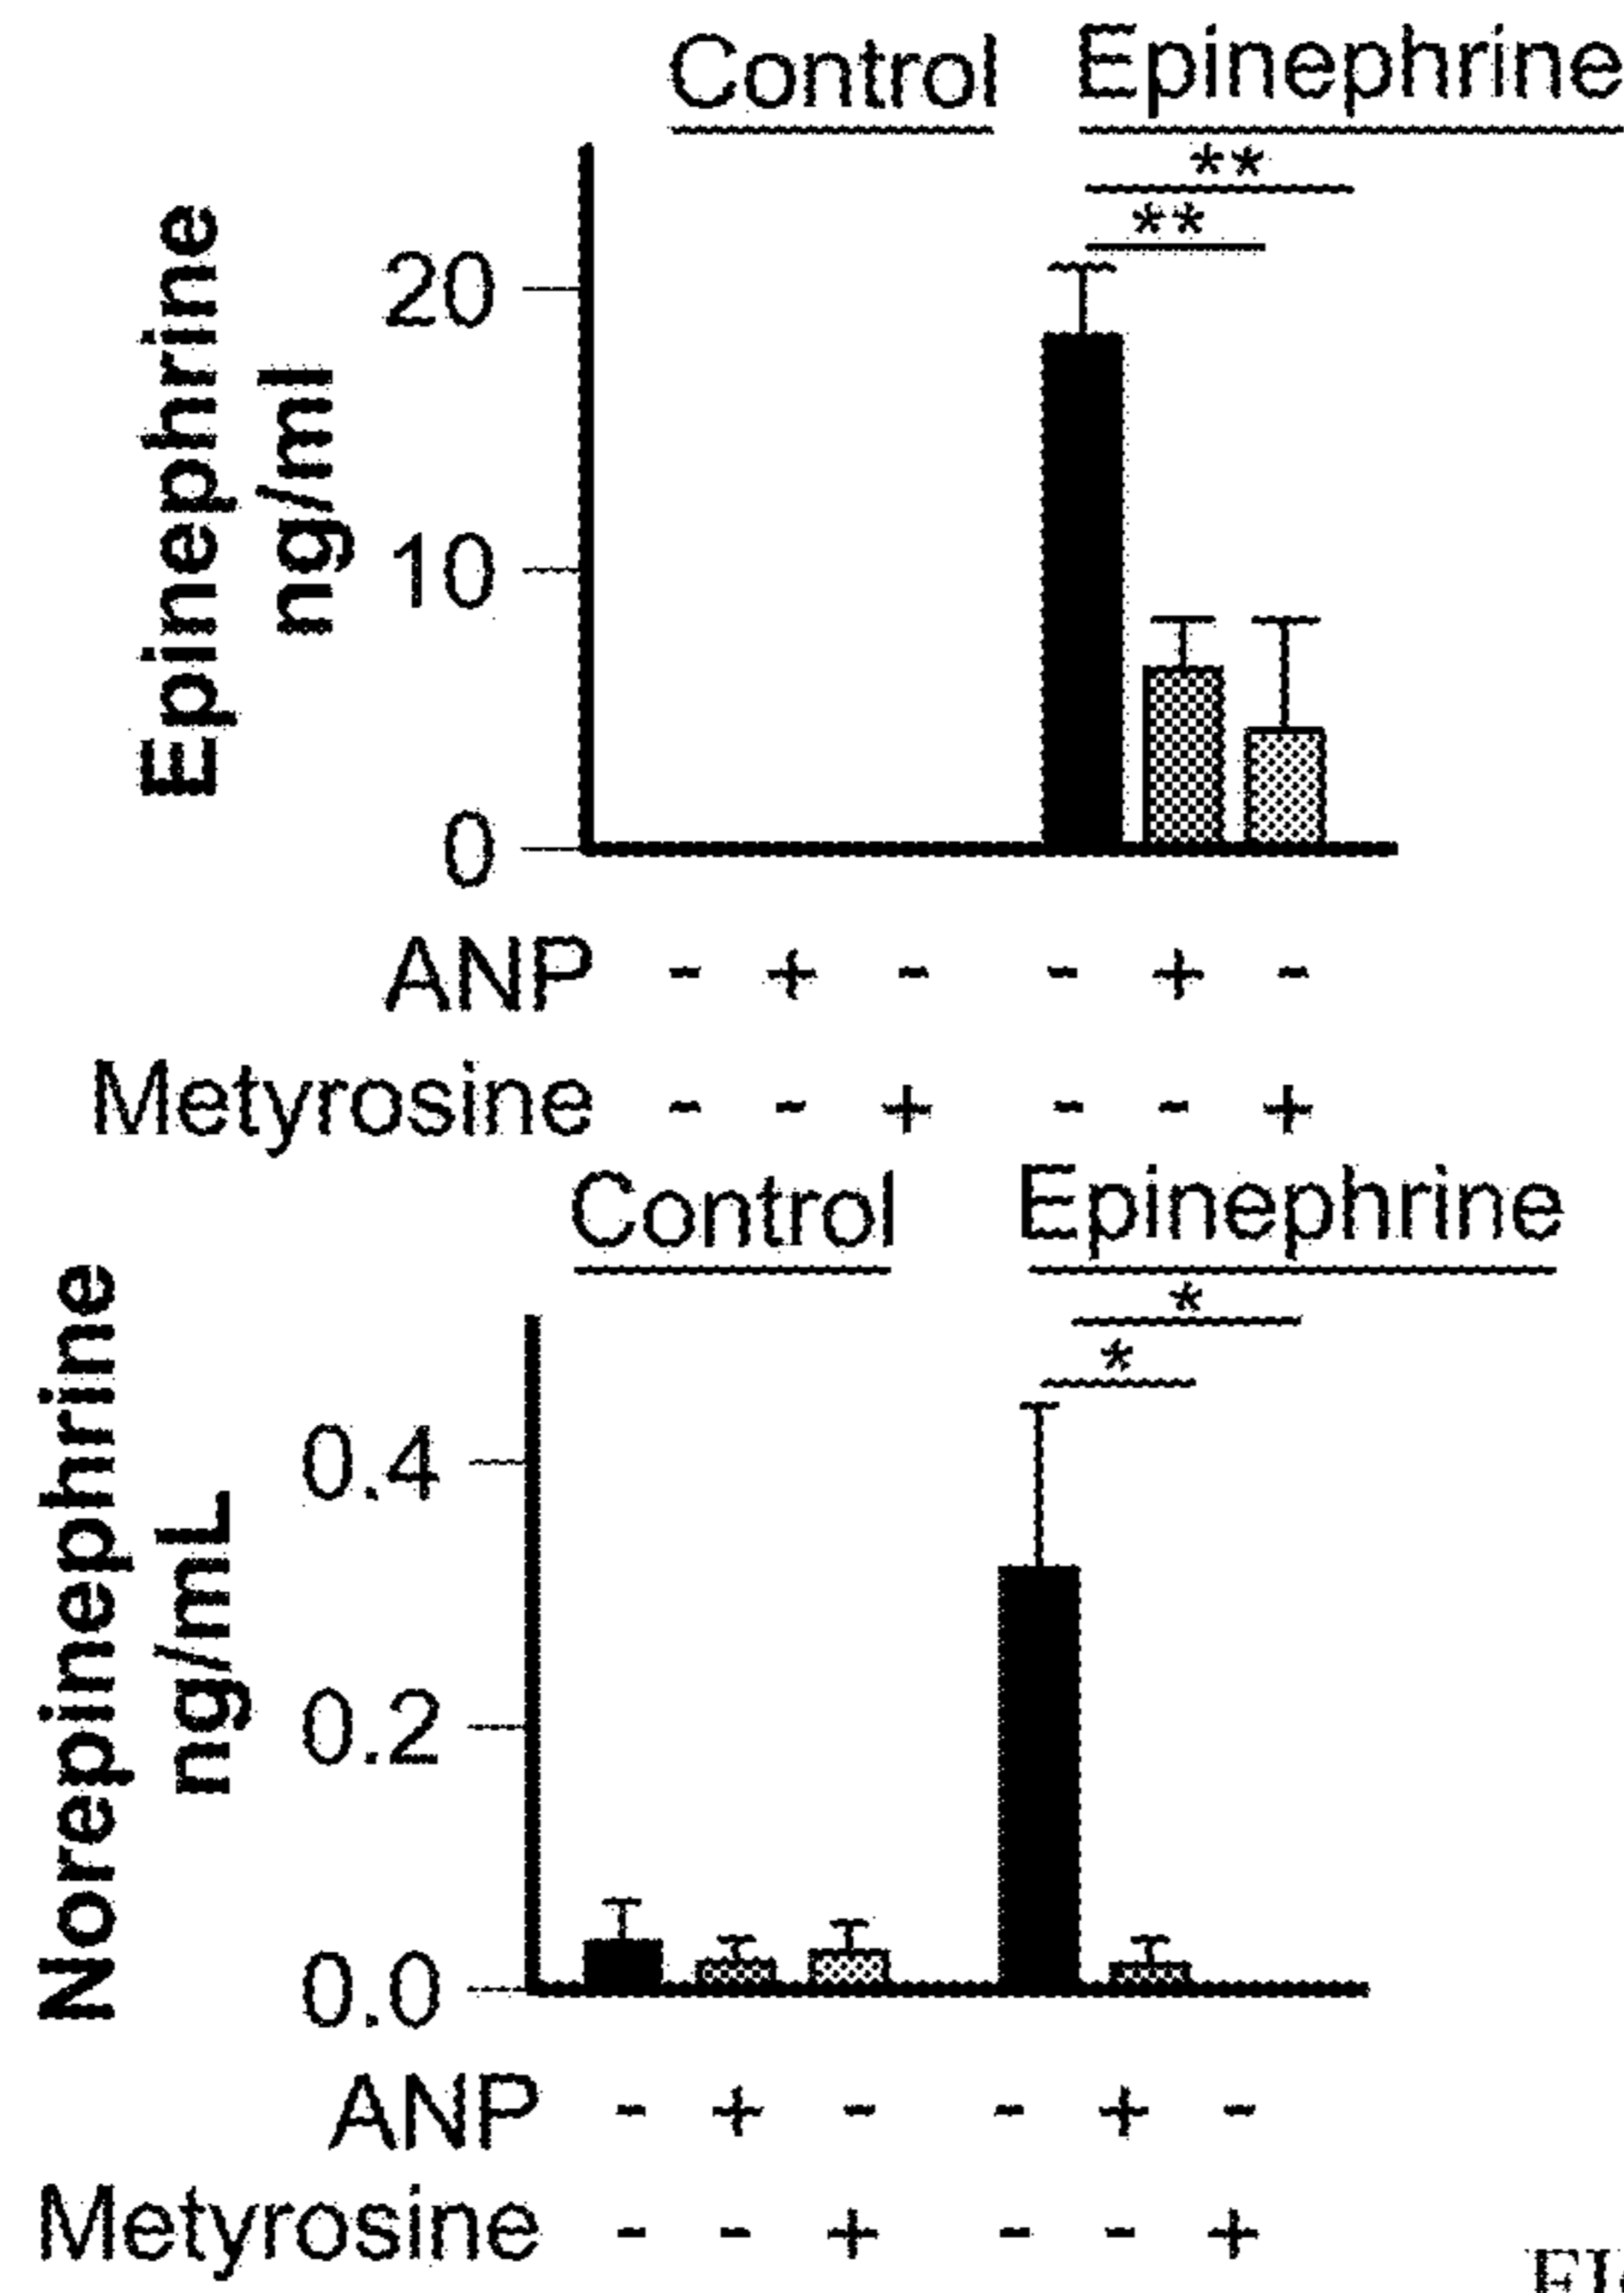 Control Epinephrine
**
**
Epinephrine
ng/ml
20
10
0
ANP - + - - + -
Metyrosine - - + - - +
Control Epinephrine
*
*
Norepinephrine
ng/mL
0.4
0.2
0.0
ANP - + - - + -
Metyrosine - - + - - +